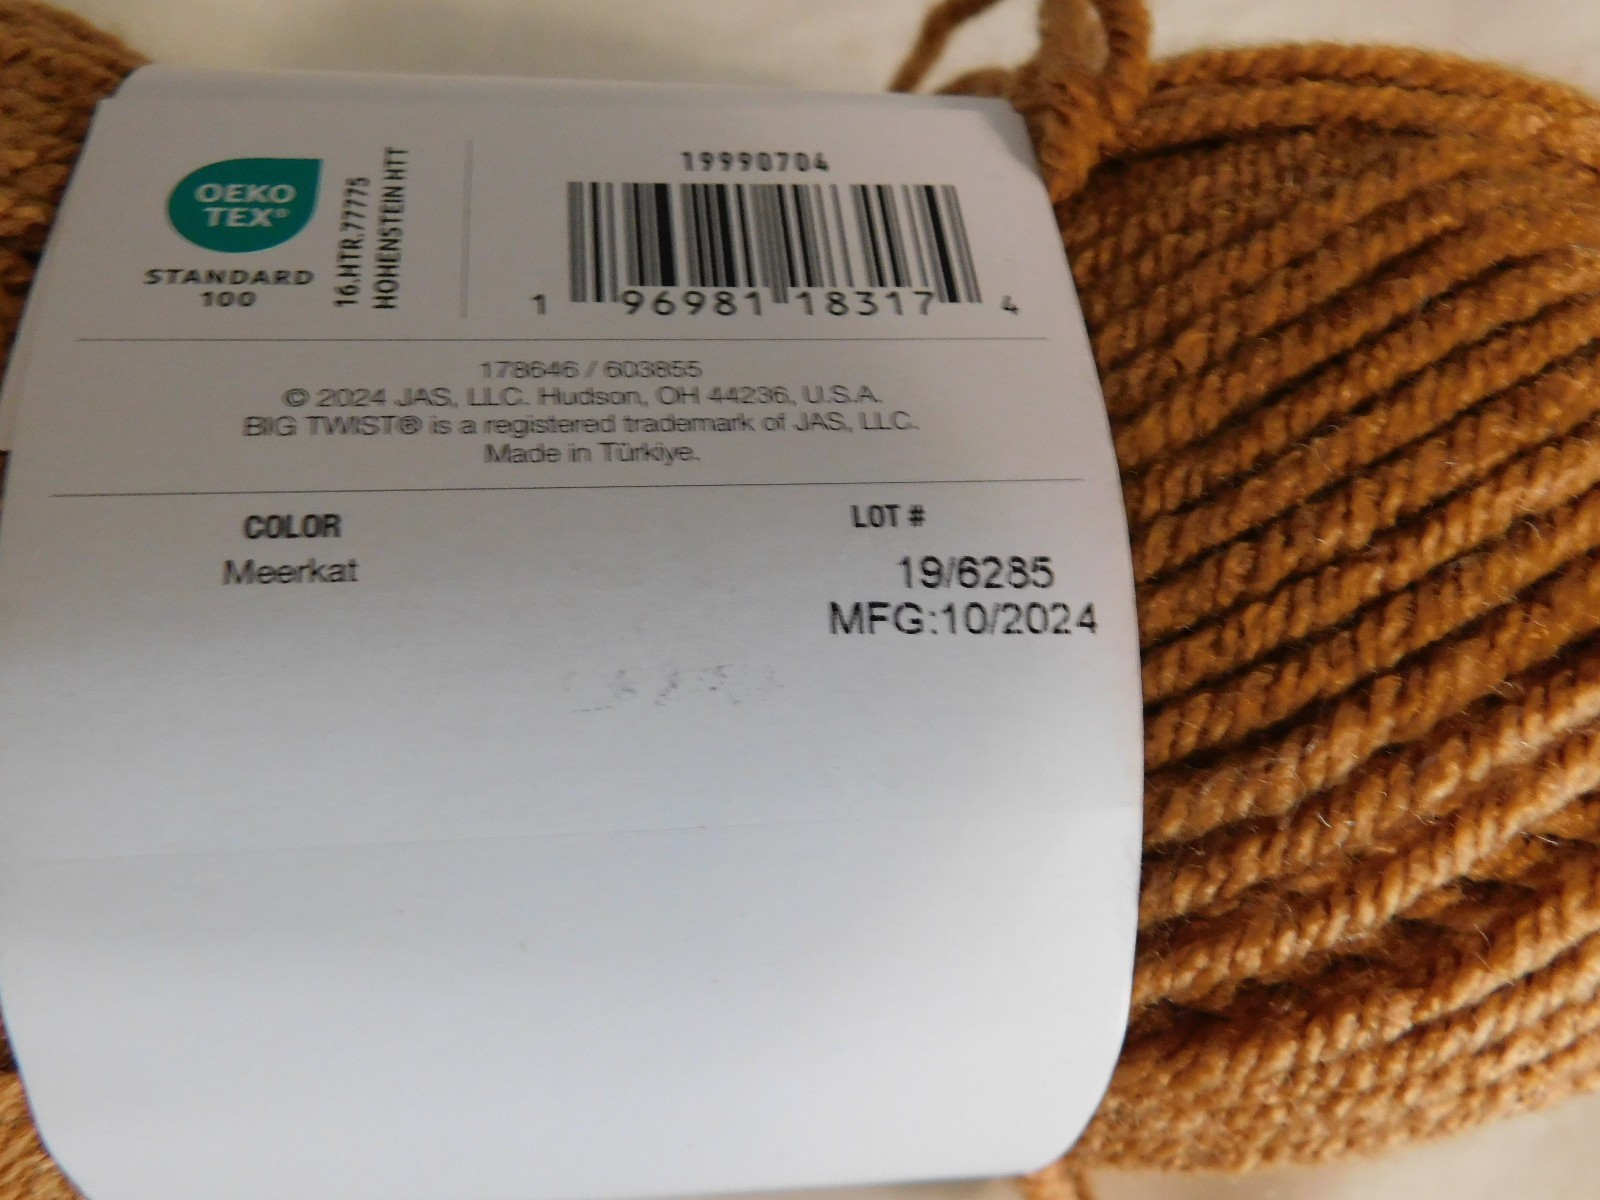 OEKO
TEX®
STANDARD
100
16.HTR.77775
HOHENSTEIN HTT
19990704
1 96981 18317 4
178646 / 603855
© 2024 JAS, LLC. Hudson, OH 44236, U.S.A.
BIG TWIST® is a registered trademark of JAS, LLC.
Made in Türkiye.
COLOR
Meerkat
LOT #
19/6285
MFG:10/2024